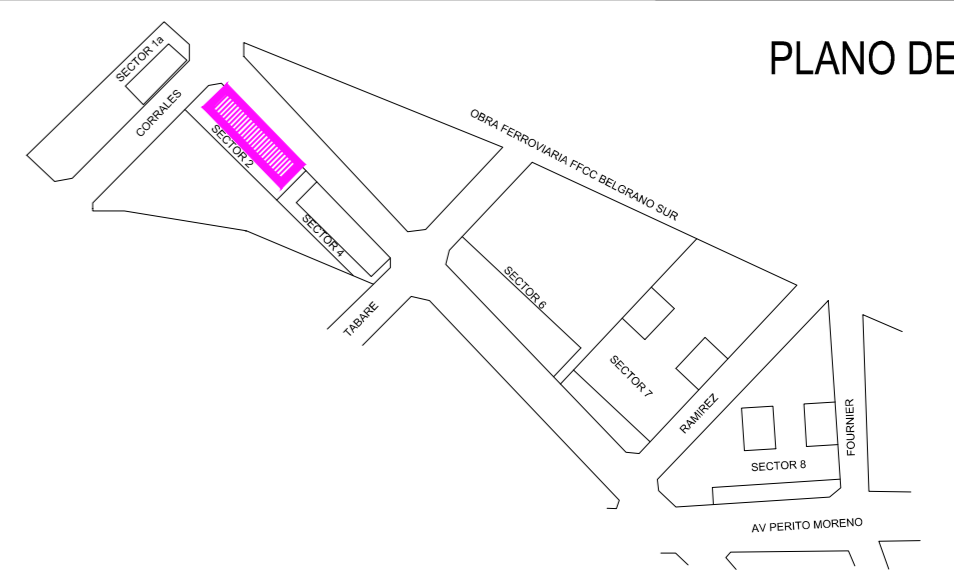 PLANO DE
SECTOR 1a
CORRALES
SECTOR 2
OBRA FERROVIARIA FFCC BELGRANO SUR
SECTOR 4
TABARE
SECTOR 6
SECTOR 7
RAMIREZ
FOURNIER
SECTOR 8
AV PERITO MORENO